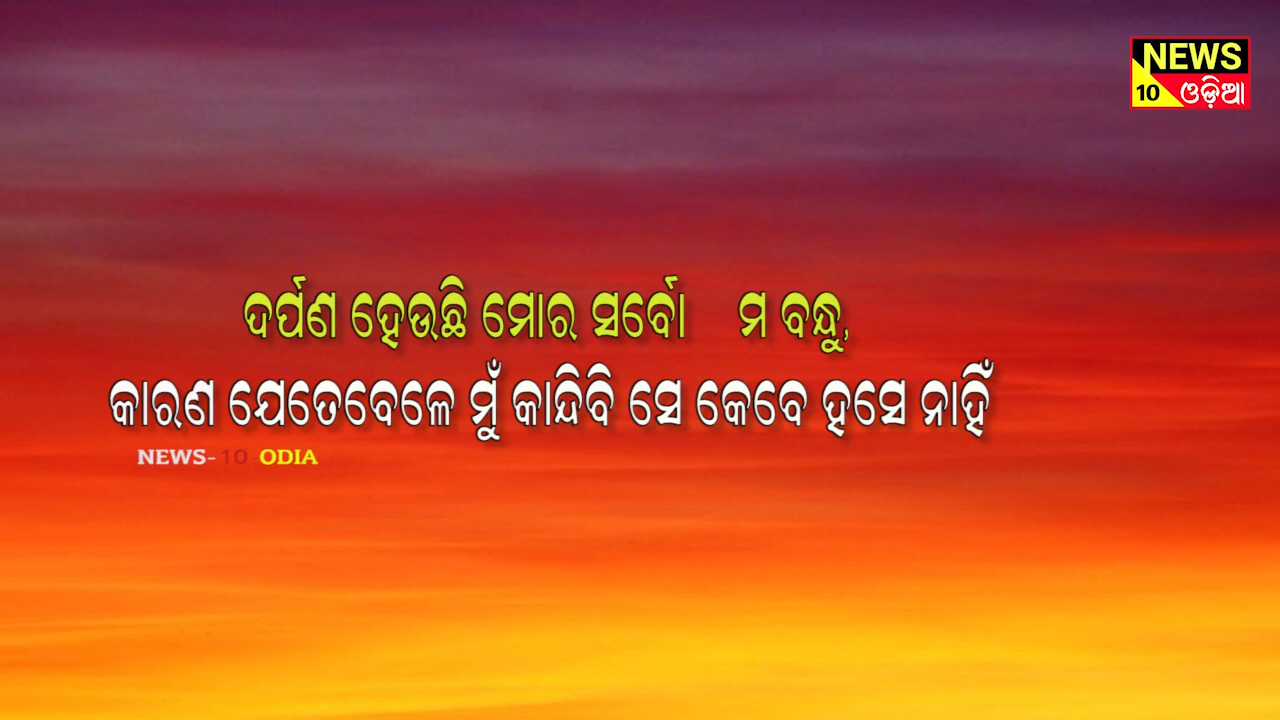 NEWS
10 ଓଡ଼ିଆ
ଦର୍ପଣ ହେଉଛି ମୋର ସର୍ବୋ ମ ବନ୍ଧୁ,
କାରଣ ଯେତେବେଳେ ମୁଁ କାନ୍ଦିବି ସେ କେବେ ହସେ ନାହିଁ
NEWS-10-ODIA